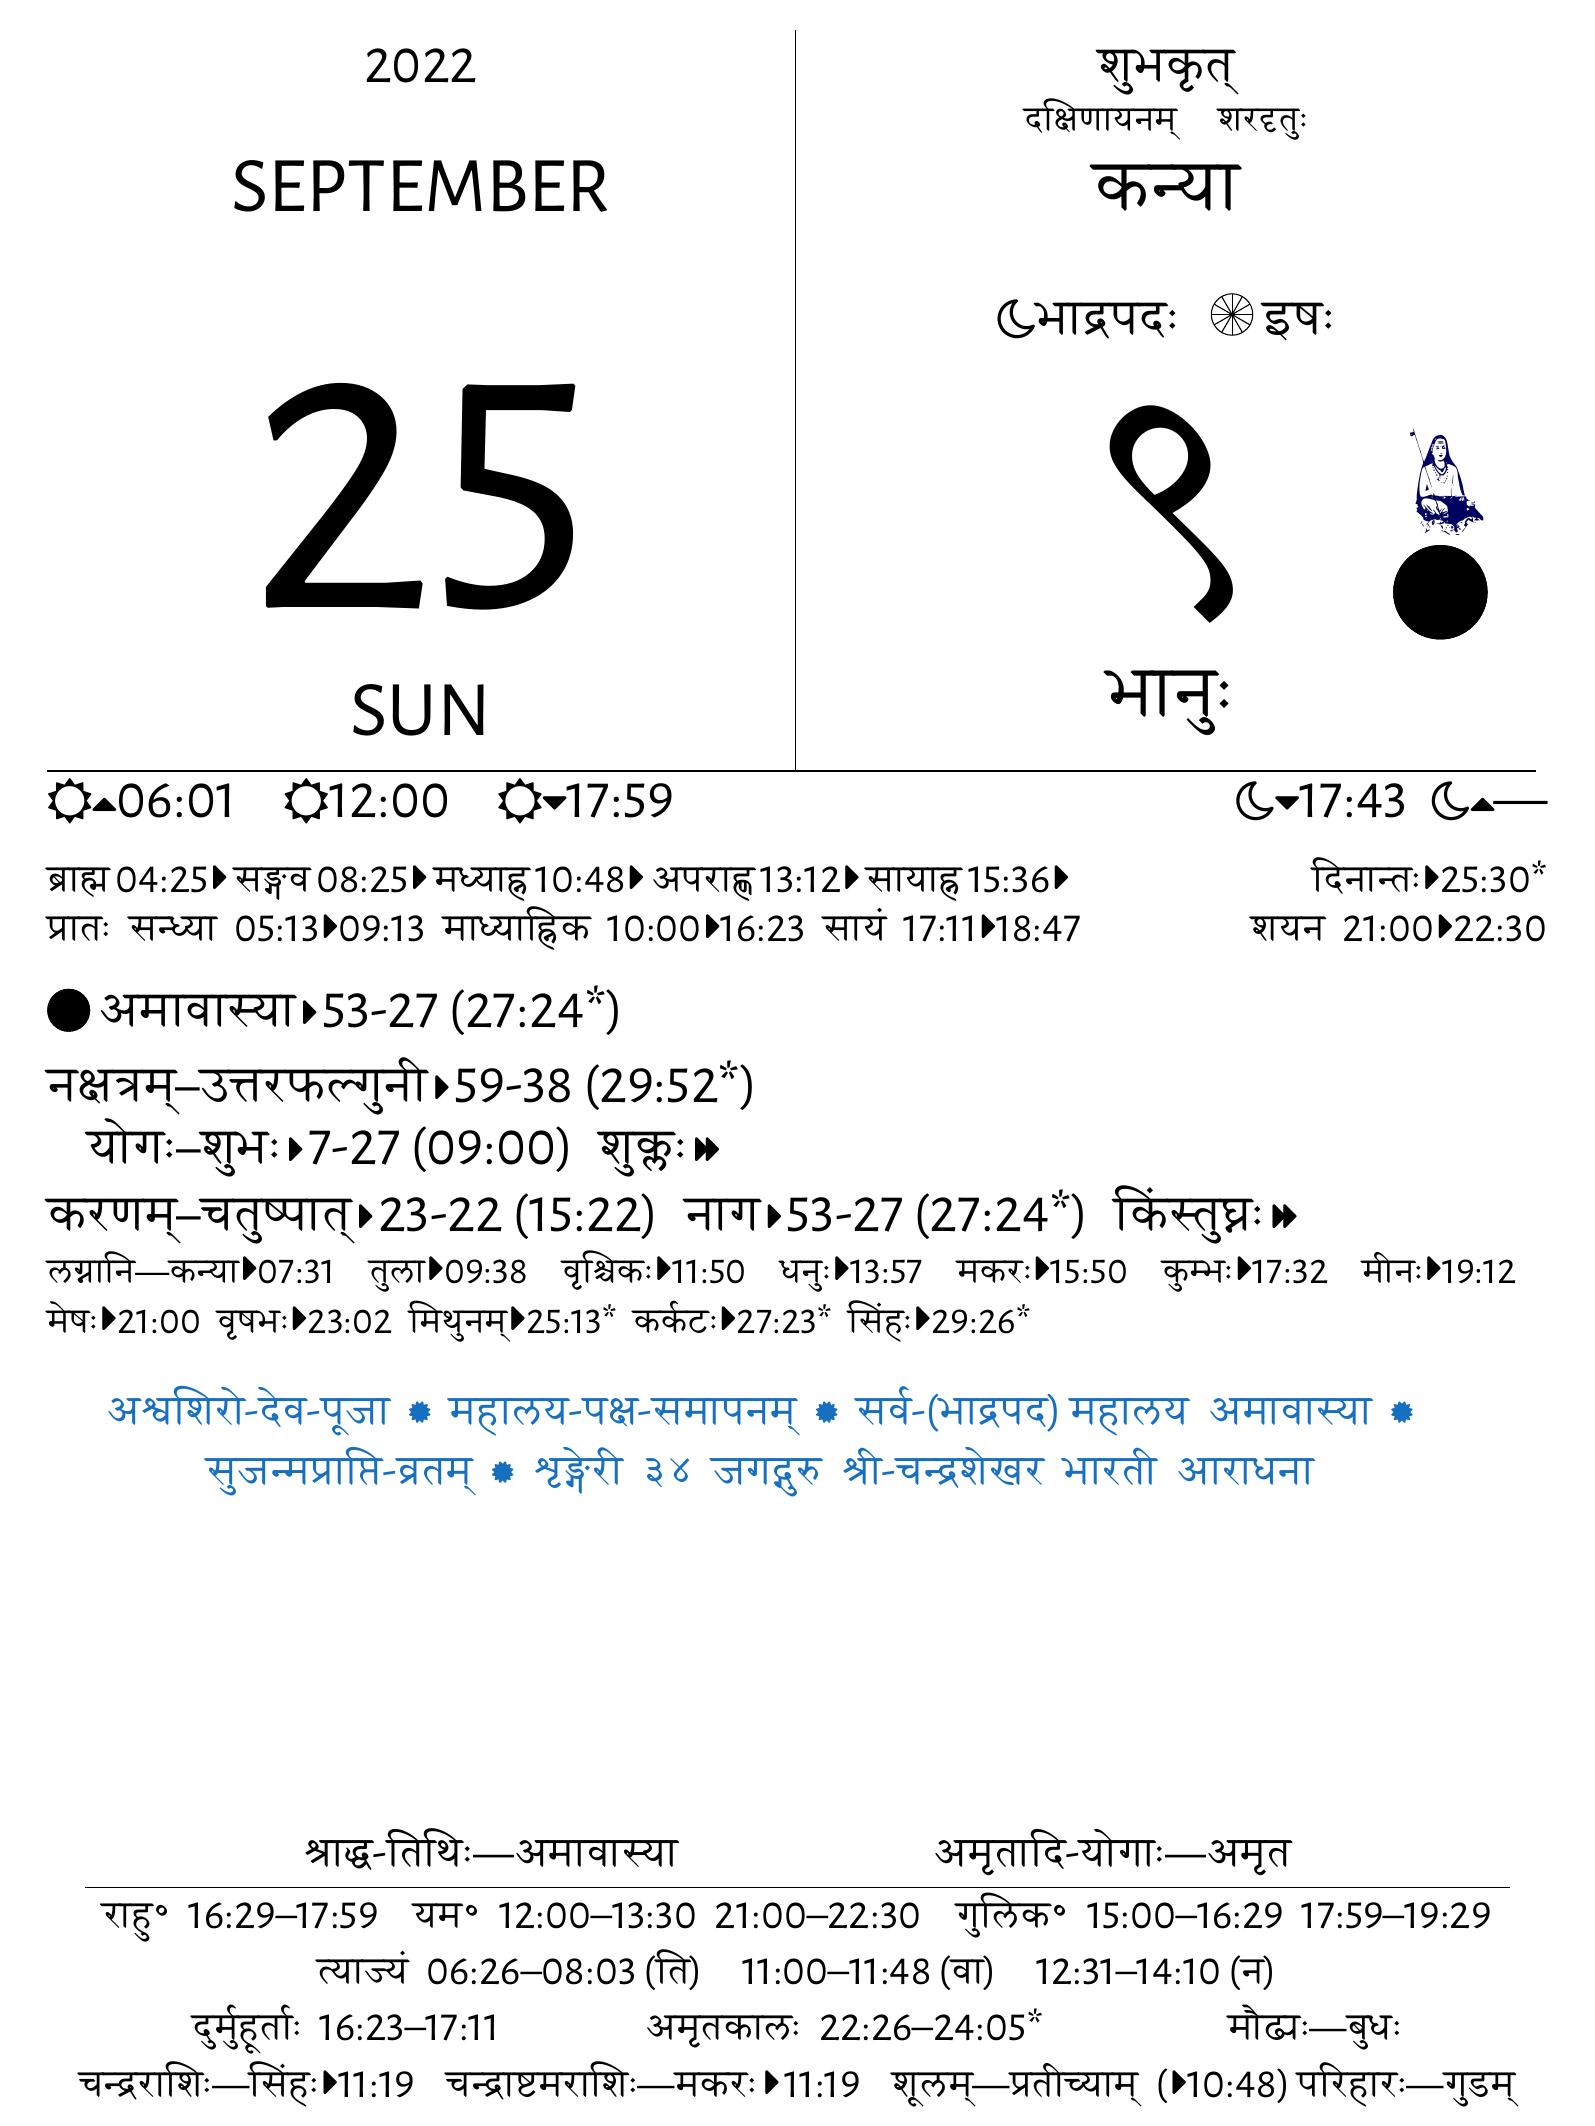 2022
SEPTEMBER
25
SUN
शुभकृत्
दक्षिणायनम् शरदृतुः
कन्या
भाद्रपदः इषः
९
भानुः
06:01 12:00 17:59 17:43 —
ब्राह्म 04:25 सङ्गव 08:25 मध्याह्न 10:48 अपराह्ण 13:12 सायाह्न 15:36 दिनान्तः 25:30*
प्रातः सन्ध्या 05:13 09:13 माध्याह्निक 10:00 16:23 सायं 17:11 18:47 शयन 21:00 22:30
अमावास्या 53-27 (27:24*)
नक्षत्रम्–उत्तरफल्गुनी 59-38 (29:52*)
योगः–शुभः 7-27 (09:00) शुक्लः
करणम्–चतुष्पात् 23-22 (15:22) नाग 53-27 (27:24*) किंस्तुघ्नः
लग्नानि—कन्या 07:31 तुला 09:38 वृश्चिकः 11:50 धनुः 13:57 मकरः 15:50 कुम्भः 17:32 मीनः 19:12
मेषः 21:00 वृषभः 23:02 मिथुनम् 25:13* कर्कटः 27:23* सिंहः 29:26*
अश्वशिरो-देव-पूजा ✹ महालय-पक्ष-समापनम् ✹ सर्व-(भाद्रपद) महालय अमावास्या ✹
सुजन्मप्राप्ति-व्रतम् ✹ शृङ्गेरी ३४ जगद्गुरु श्री-चन्द्रशेखर भारती आराधना
श्राद्ध-तिथिः—अमावास्या अमृतादि-योगाः—अमृत
राहु॰ 16:29–17:59 यम॰ 12:00–13:30 21:00–22:30 गुलिक॰ 15:00–16:29 17:59–19:29
त्याज्यं 06:26–08:03 (ति) 11:00–11:48 (वा) 12:31–14:10 (न)
दुर्मुहूर्ताः 16:23–17:11 अमृतकालः 22:26–24:05* मौढ्यः—बुधः
चन्द्रराशिः—सिंहः 11:19 चन्द्राष्टमराशिः—मकरः 11:19 शूलम्—प्रतीच्याम् (10:48) परिहारः—गुडम्